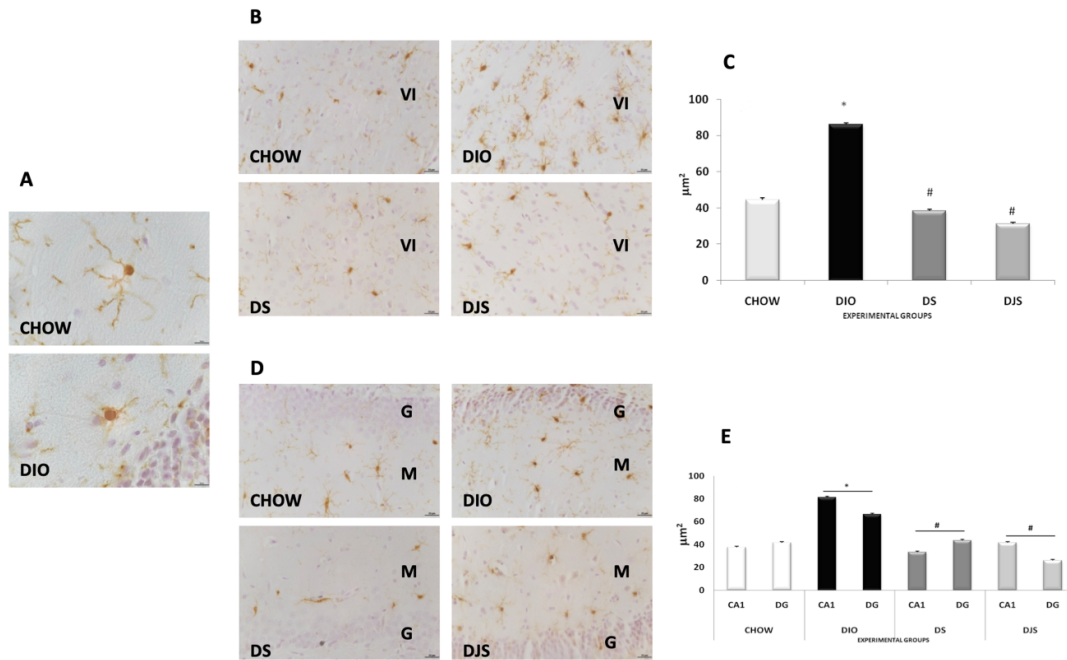 A
CHOW
DIO
B
VI
CHOW
VI
DIO
VI
DS
VI
DJS
C
100
80
60
40
20
0
μm²
*
#
#
CHOW DIO DS DJS
EXPERIMENTAL GROUPS
D
G
M
CHOW
G
M
DIO
M
G
DS
M
G
DJS
E
100
80
60
40
20
0
μm²
*
#
#
CA1 DG CA1 DG CA1 DG CA1 DG
CHOW DIO DS DJS
EXPERIMENTAL GROUPS